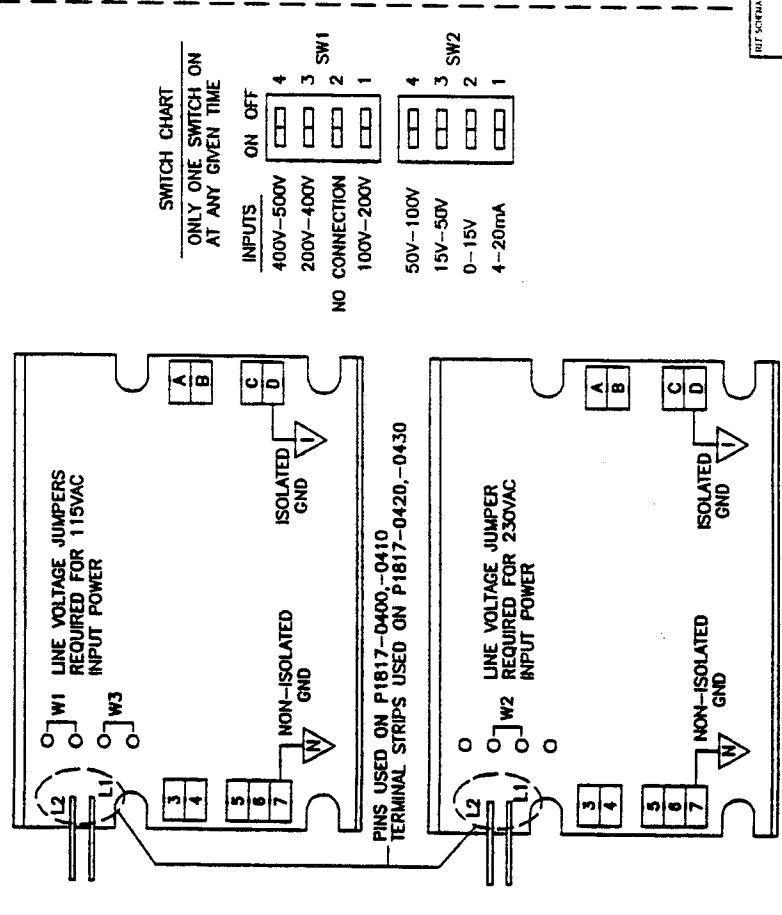 SWITCH CHART
ONLY ONE SWITCH ON
AT ANY GIVEN TIME
INPUTS
ON OFF
400V-500V 4
200V-400V 3
NO CONNECTION 2
100V-200V 1
SW1
50V-100V 4
15V-50V 3
0-15V 2
4-20mA 1
SW2
L2
L1
W1
W3
LINE VOLTAGE JUMPERS
REQUIRED FOR 115VAC
INPUT POWER
3
4
5
6
7
NON-ISOLATED
GND
N
ISOLATED
GND
I
A
B
C
D
PINS USED ON P1817-0400,-0410
TERMINAL STRIPS USED ON P1817-0420,-0430
L2
L1
W2
LINE VOLTAGE JUMPER
REQUIRED FOR 230VAC
INPUT POWER
3
4
5
6
7
NON-ISOLATED
GND
N
ISOLATED
GND
I
A
B
C
D